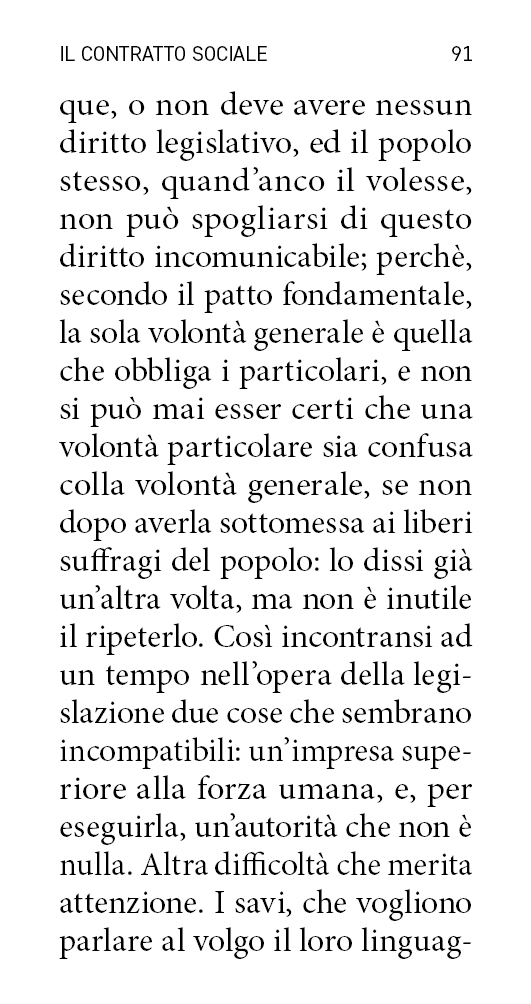 IL CONTRATTO SOCIALE 91
que, o non deve avere nessun
diritto legislativo, ed il popolo
stesso, quand’anco il volesse,
non può spogliarsi di questo
diritto incomunicabile; perchè,
secondo il patto fondamentale,
la sola volontà generale è quella
che obbliga i particolari, e non
si può mai esser certi che una
volontà particolare sia confusa
colla volontà generale, se non
dopo averla sottomessa ai liberi
suffragi del popolo: lo dissi già
un’altra volta, ma non è inutile
il ripeterlo. Così incontransi ad
un tempo nell’opera della legi-
slazione due cose che sembrano
incompatibili: un’impresa supe-
riore alla forza umana, e, per
eseguirla, un’autorità che non è
nulla. Altra difficoltà che merita
attenzione. I savi, che vogliono
parlare al volgo il loro linguag-